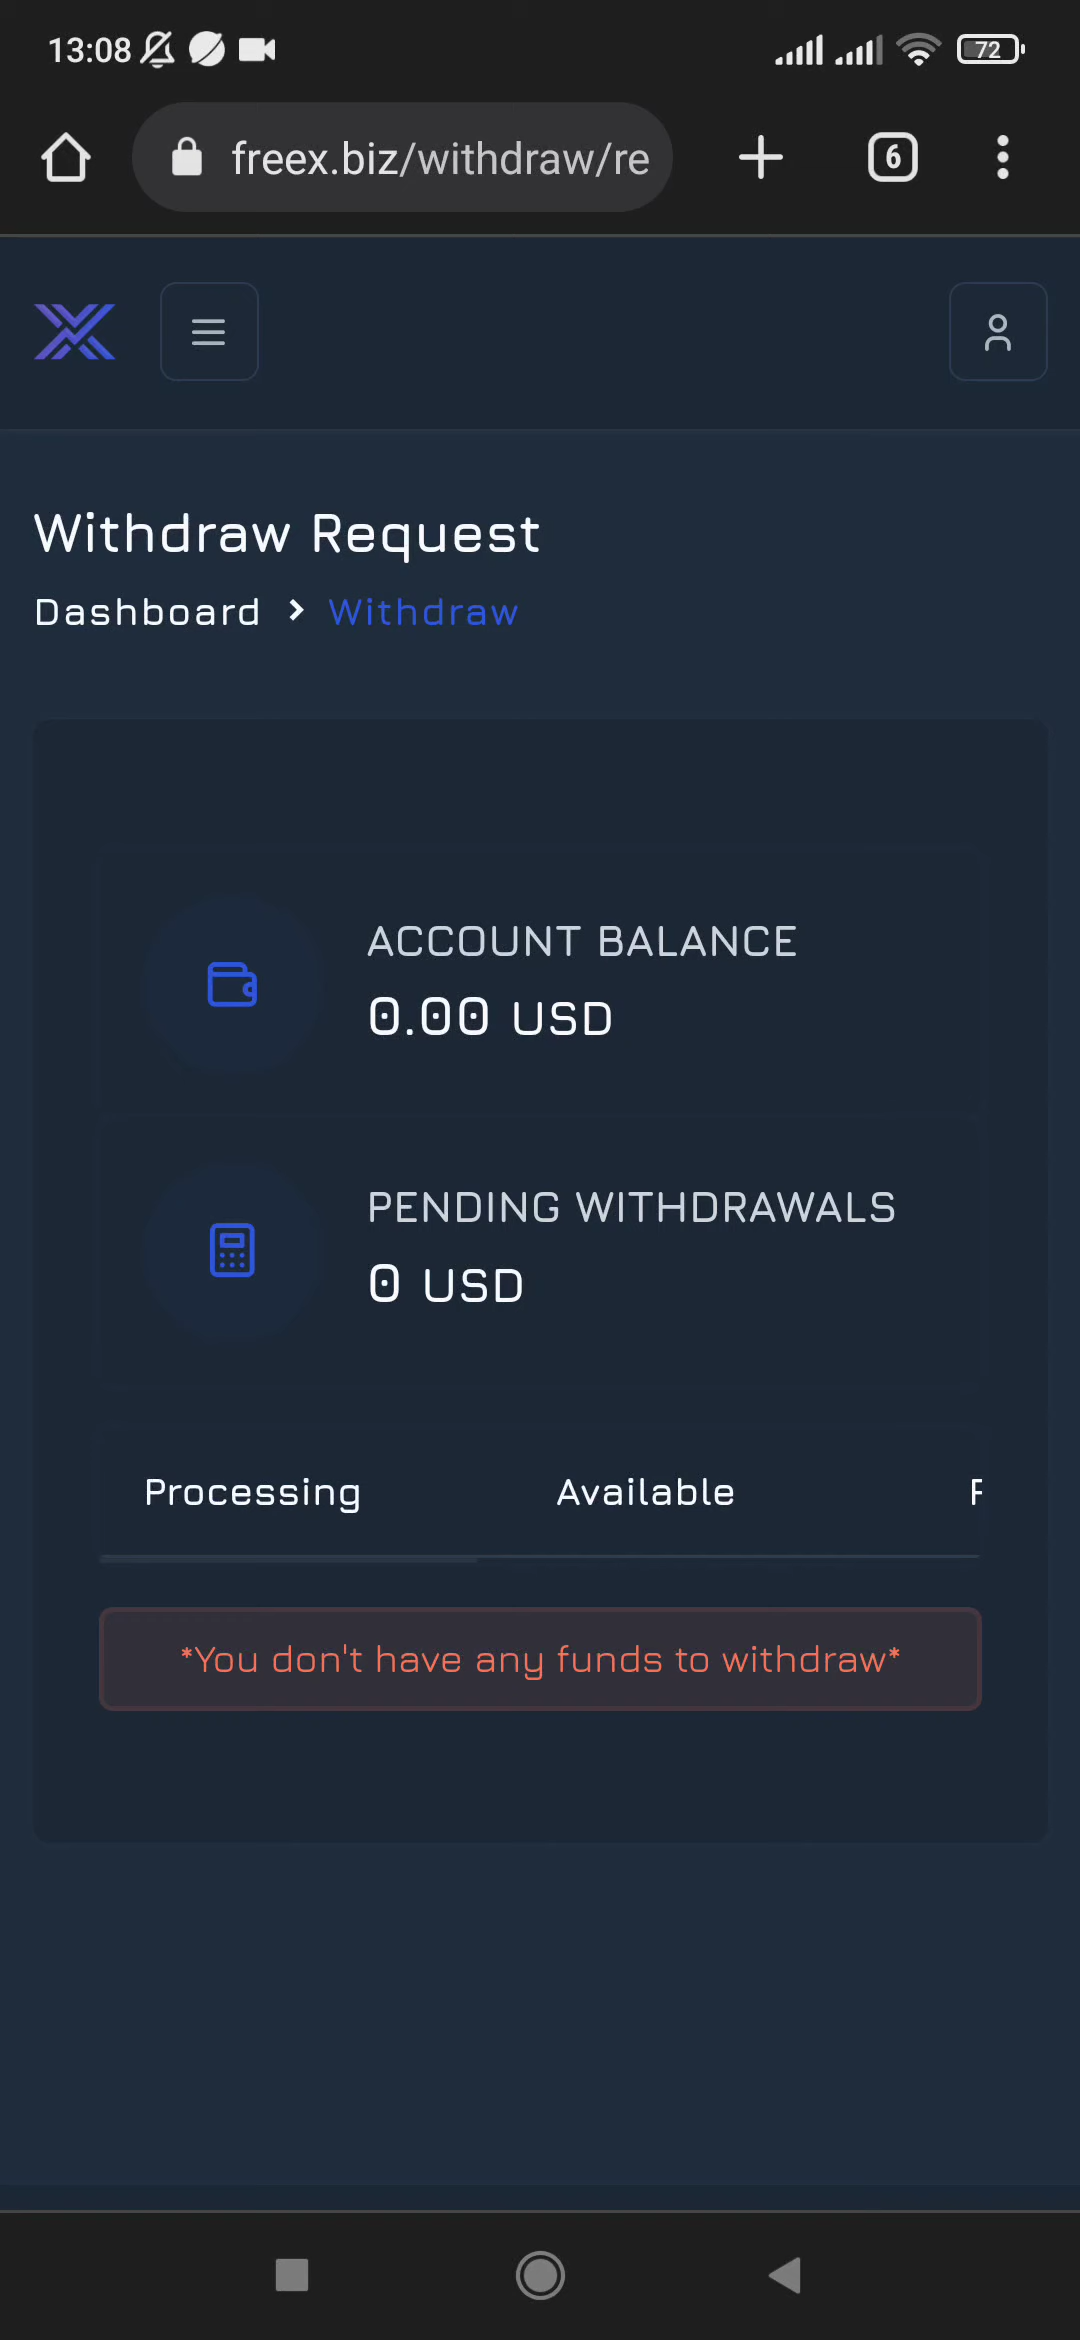 13:08
72
freex.biz/withdraw/re
6
Withdraw Request
Dashboard > Withdraw
ACCOUNT BALANCE
0.00 USD
PENDING WITHDRAWALS
0 USD
Processing Available
*You don't have any funds to withdraw*